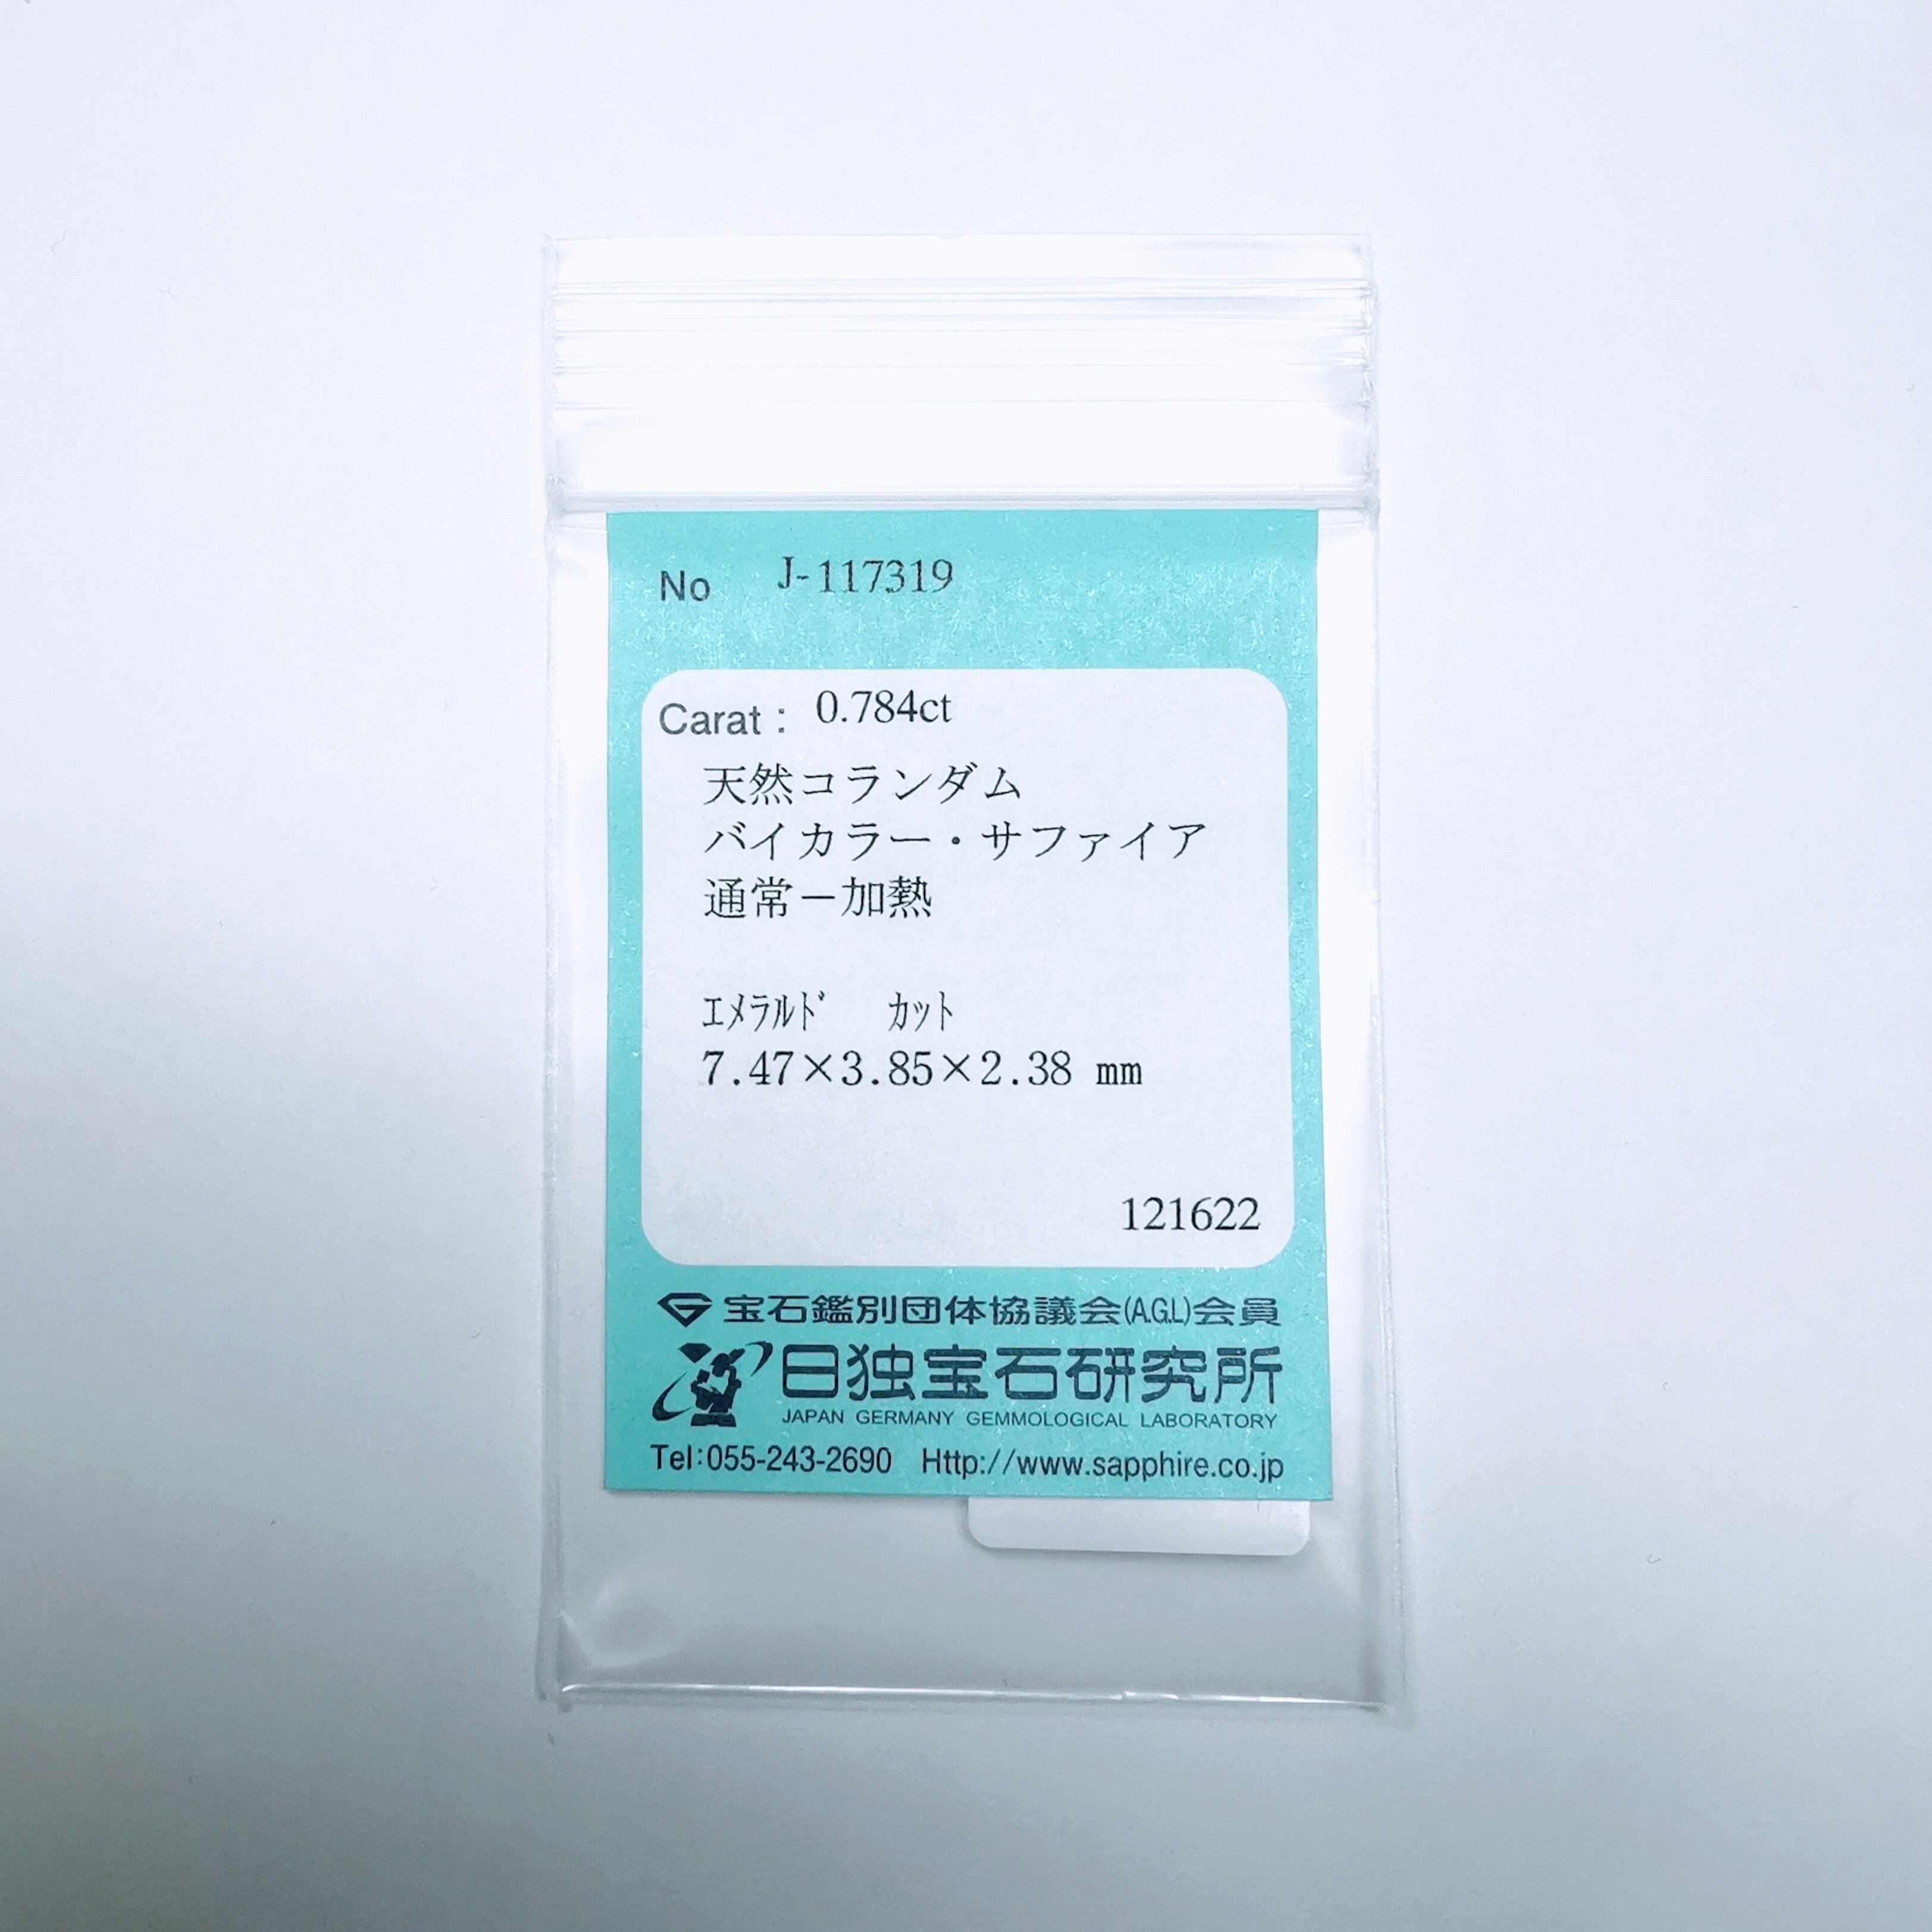 No J-117319
Carat : 0.784ct
天然コランダム
バイカラー・サファイア
通常－加熱
ｴﾒﾗﾙﾄﾞ ｶｯﾄ
7.47×3.85×2.38 mm
121622
宝石鑑別団体協議会(A.G.L)会員
日独宝石研究所
JAPAN GERMANY GEMMOLOGICAL LABORATORY
Tel:055-243-2690 Http://www.sapphire.co.jp